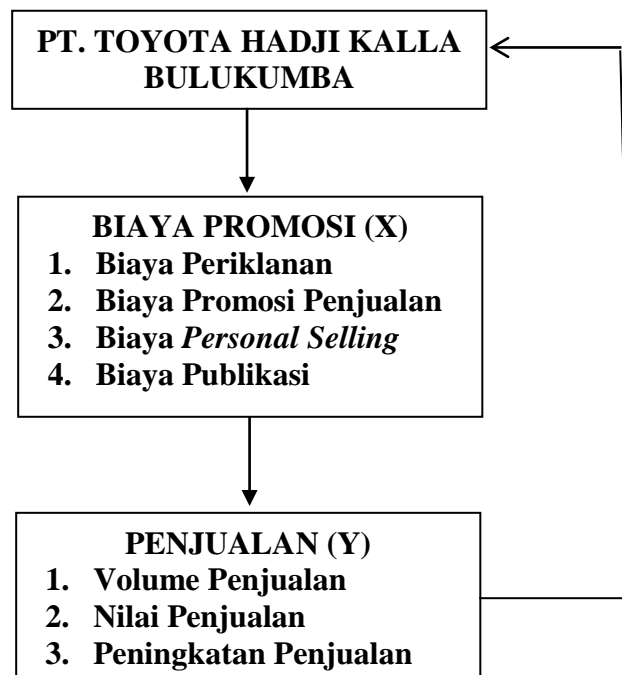 PT. TOYOTA HADJI KALLA
BULUKUMBA
BIAYA PROMOSI (X)
1. Biaya Periklanan
2. Biaya Promosi Penjualan
3. Biaya Personal Selling
4. Biaya Publikasi
PENJUALAN (Y)
1. Volume Penjualan
2. Nilai Penjualan
3. Peningkatan Penjualan